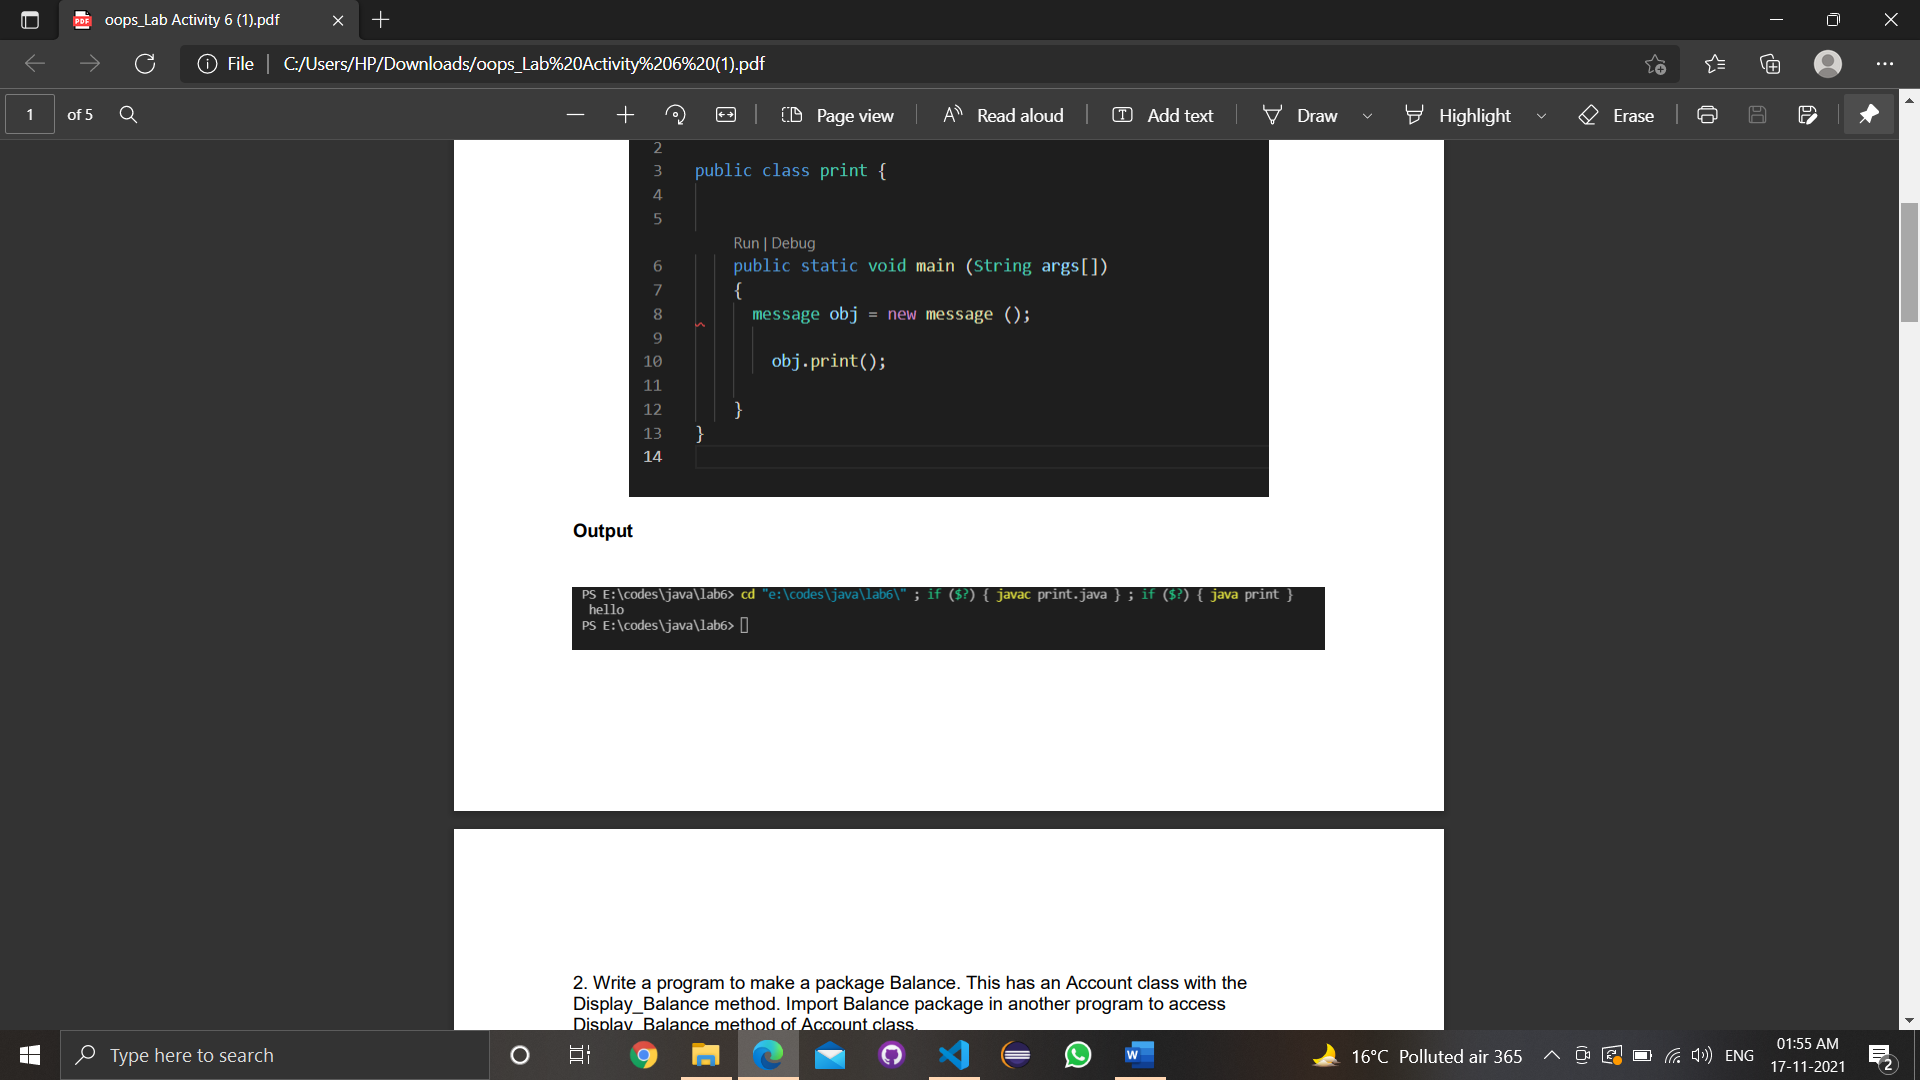 oops_Lab Activity 6 (1).pdf
File
C:/Users/HP/Downloads/oops_Lab%20Activity%206%20(1).pdf
1 of 5
Page view
Read aloud
Add text
Draw
Highlight
Erase
2
3 public class print {
4
5
Run | Debug
6 public static void main (String args[])
7 {
8 message obj = new message ();
9
10 obj.print();
11
12 }
13 }
14
Output
PS E:\codes\java\lab6> cd "e:\codes\java\lab6\" ; if ($?) { javac print.java } ; if ($?) { java print }
hello
PS E:\codes\java\lab6>
2. Write a program to make a package Balance. This has an Account class with the
Display_Balance method. Import Balance package in another program to access
Display_Balance method of Account class.
Type here to search
16°C Polluted air 365
ENG
01:55 AM
17-11-2021
2